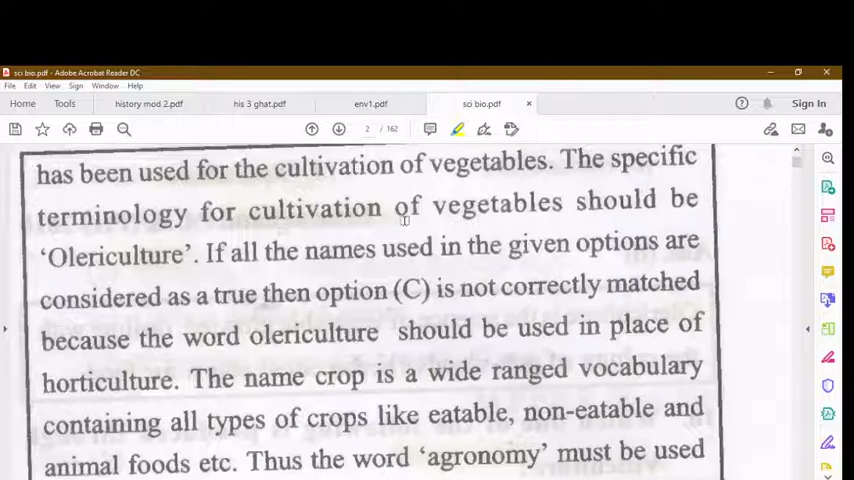 sci bio.pdf - Adobe Acrobat Reader DC
File Edit View Sign Window Help
Home Tools history mod 2.pdf his 3 ghat.pdf env1.pdf sci bio.pdf × Sign In
2 / 162
has been used for the cultivation of vegetables. The specific
terminology for cultivation of vegetables should be
‘Olericulture’. If all the names used in the given options are
considered as a true then option (C) is not correctly matched
because the word olericulture should be used in place of
horticulture. The name crop is a wide ranged vocabulary
containing all types of crops like eatable, non-eatable and
animal foods etc. Thus the word ‘agronomy’ must be used